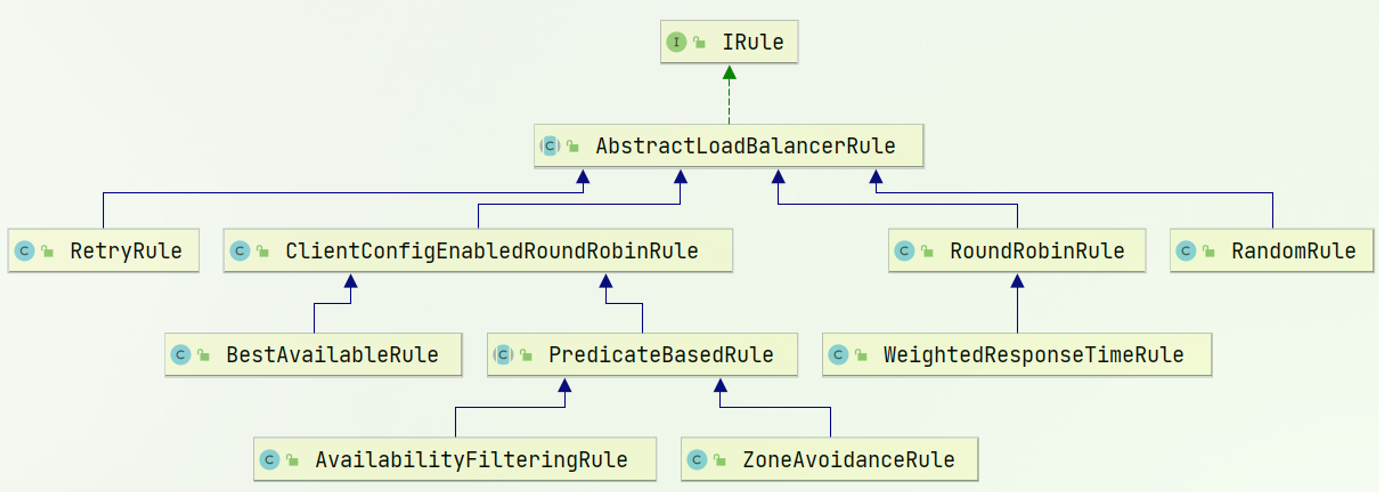 I IRule
C AbstractLoadBalancerRule
C RetryRule
C ClientConfigEnabledRoundRobinRule
C RoundRobinRule
C RandomRule
C BestAvailableRule
C PredicateBasedRule
C WeightedResponseTimeRule
C AvailabilityFilteringRule
C ZoneAvoidanceRule